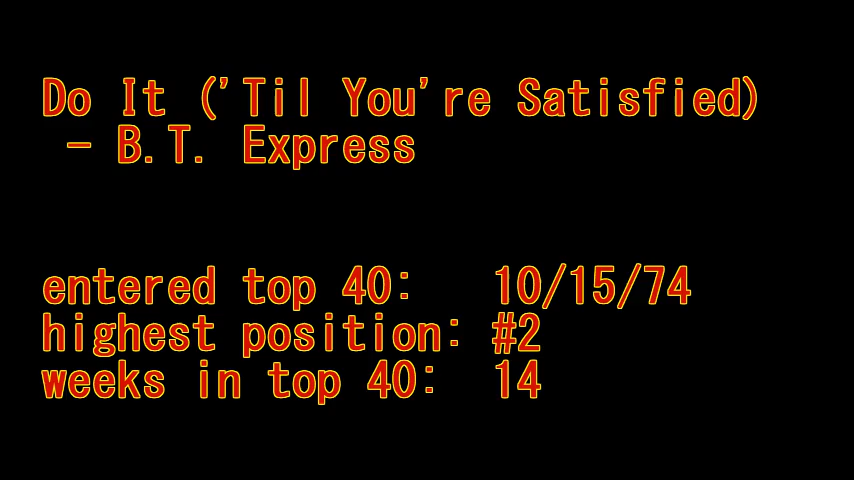 Do It ('Til You're Satisfied)
- B.T. Express
entered top 40: 10/15/74
highest position: #2
weeks in top 40: 14